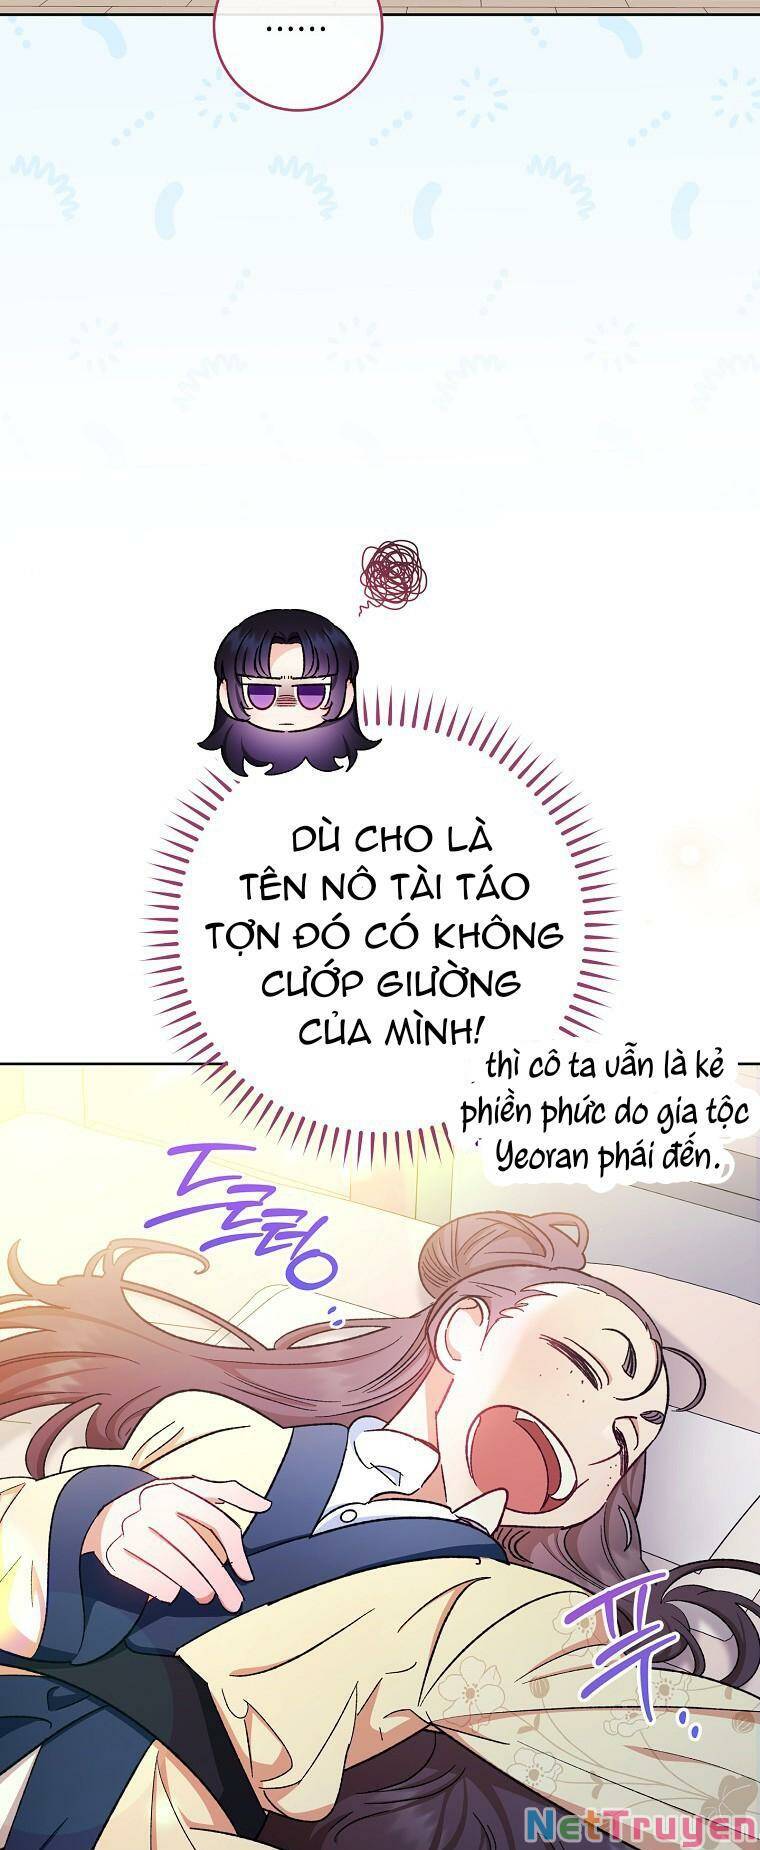 ......
DÙ CHO LÀ
TÊN NÔ TÀI TÁO
TỢN ĐÓ CÓ KHÔNG
CƯỚP GIƯỜNG
CỦA MÌNH!
thì cô ta vẫn là kẻ
phiền phức do gia tộc
Yeoran phái đến.
드르렁
푸
NetTruyen